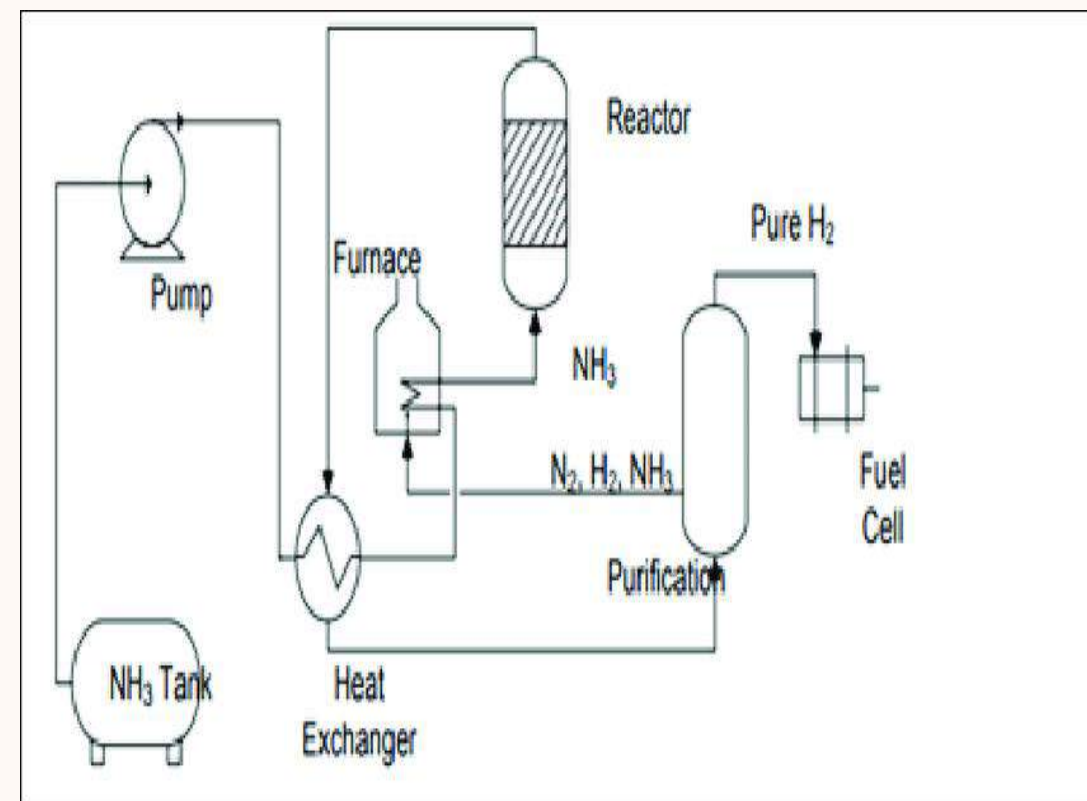 Reactor
Pure H₂
Furnace
Pump
NH₃
N₂, H₂, NH₃
Fuel
Cell
Purification
NH₃ Tank
Heat
Exchanger